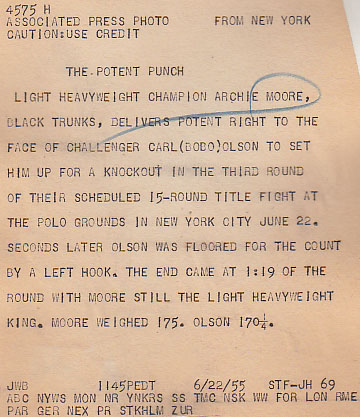 4575 H
ASSOCIATED PRESS PHOTO FROM NEW YORK
CAUTION:USE CREDIT
THE POTENT PUNCH
LIGHT HEAVYWEIGHT CHAMPION ARCHIE MOORE,
BLACK TRUNKS, DELIVERS POTENT RIGHT TO THE
FACE OF CHALLENGER CARL(BOBO)OLSON TO SET
HIM UP FOR A KNOCKOUT IN THE THIRD ROUND
OF THEIR SCHEDULED 15-ROUND TITLE FIGHT AT
THE POLO GROUNDS IN NEW YORK CITY JUNE 22.
SECONDS LATER OLSON WAS FLOORED FOR THE COUNT
BY A LEFT HOOK. THE END CAME AT 1:19 OF THE
ROUND WITH MOORE STILL THE LIGHT HEAVYWEIGHT
KING. MOORE WEIGHED 175. OLSON 170¼.
JWB 1145PEDT 6/22/55 STF-JH 69
ABC NYWS MON NR YNKRS SS TMC NSK WW FOR LON RME
PAR GER NEX PR STKHLM ZUR